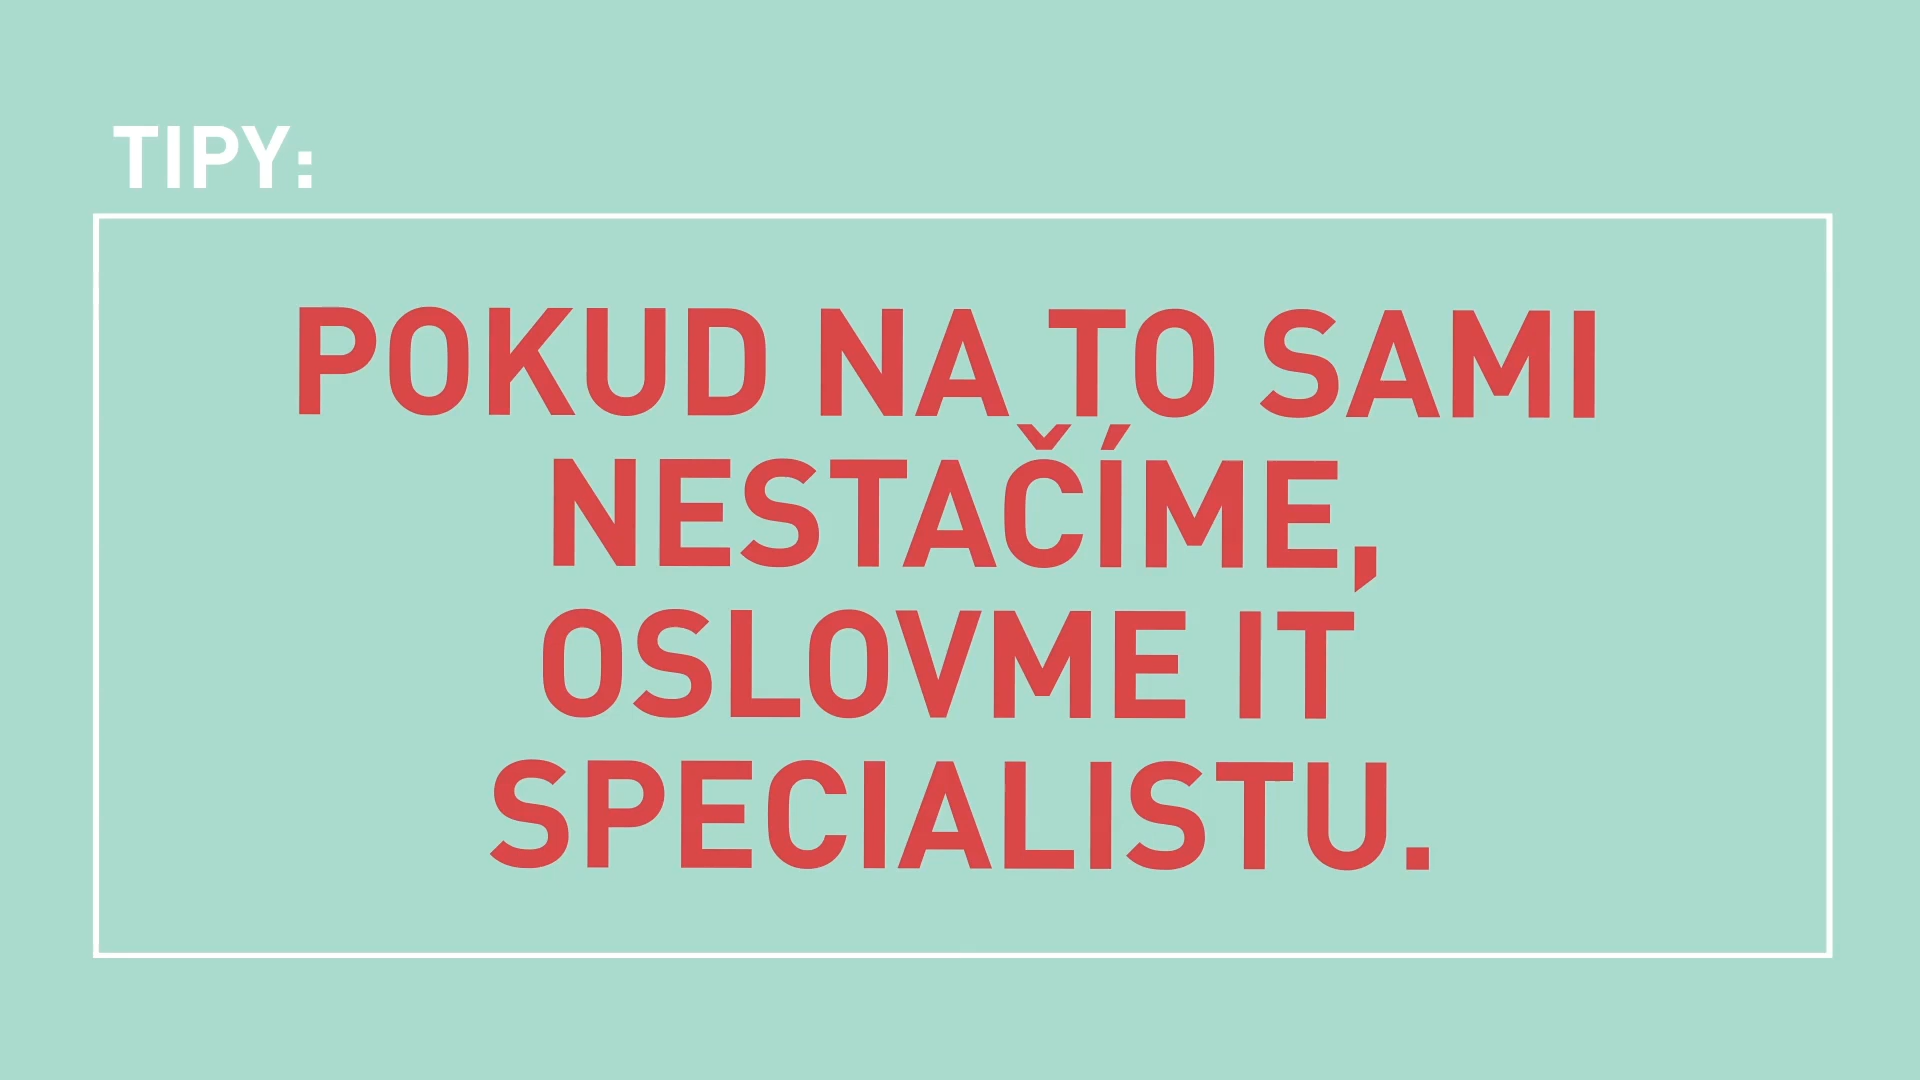 TIPY:
POKUD NA TO SAMI
NESTAČÍME,
OSLOVME IT
SPECIALISTU.